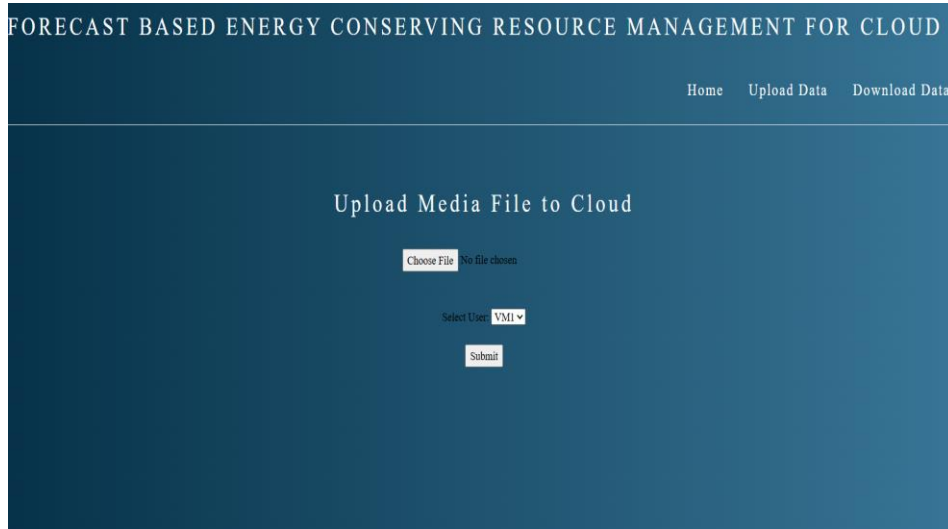 FORECAST BASED ENERGY CONSERVING RESOURCE MANAGEMENT FOR CLOUD
Home Upload Data Download Data
Upload Media File to Cloud
Choose File No file chosen
Select User: VM1
Submit